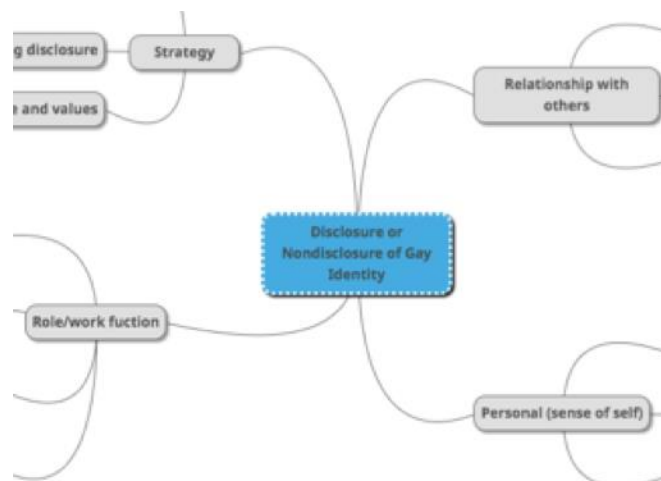 g disclosure
Strategy
e and values
Relationship with
others
Disclosure or
Nondisclosure of Gay
Identity
Role/work fuction
Personal (sense of self)